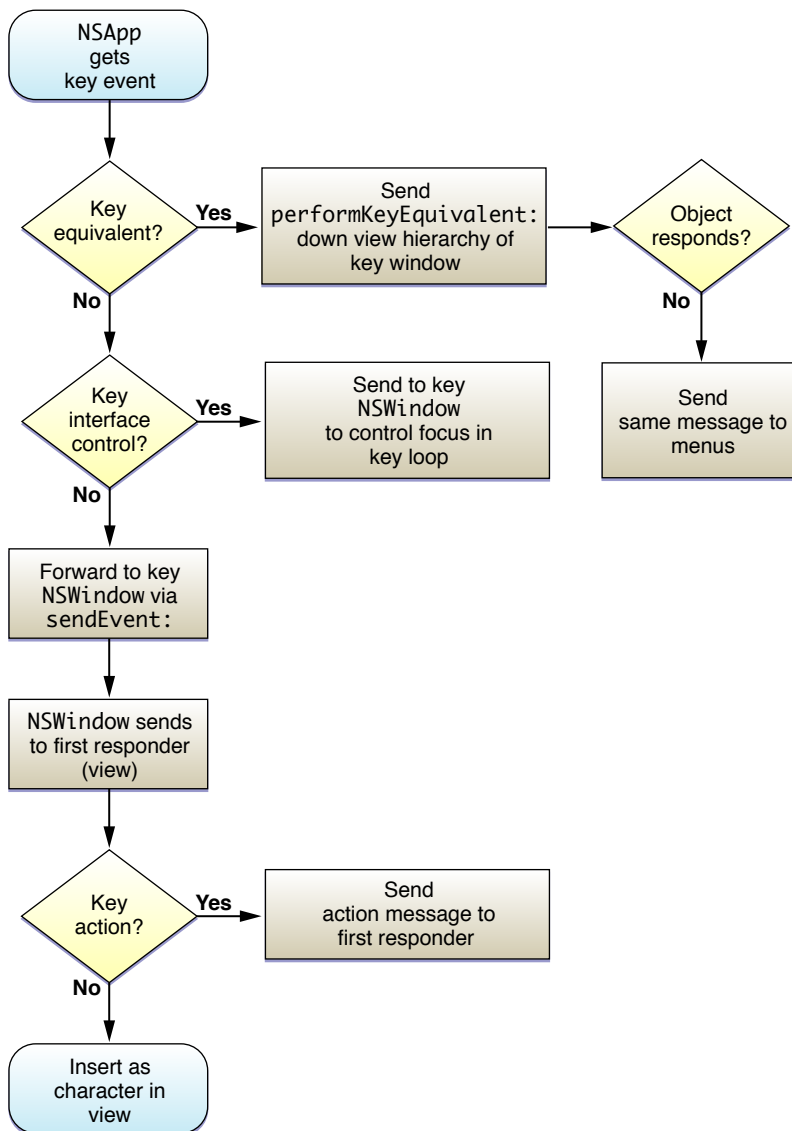 NSApp
gets
key event
Key
equivalent?
Yes
Send
performKeyEquivalent:
down view hierarchy of
key window
Object
responds?
No
No
Send
same message to
menus
Key
interface
control?
Yes
Send to key
NSWindow
to control focus in
key loop
No
Forward to key
NSWindow via
sendEvent:
NSWindow sends
to first responder
(view)
Key
action?
Yes
Send
action message to
first responder
No
Insert as
character in
view